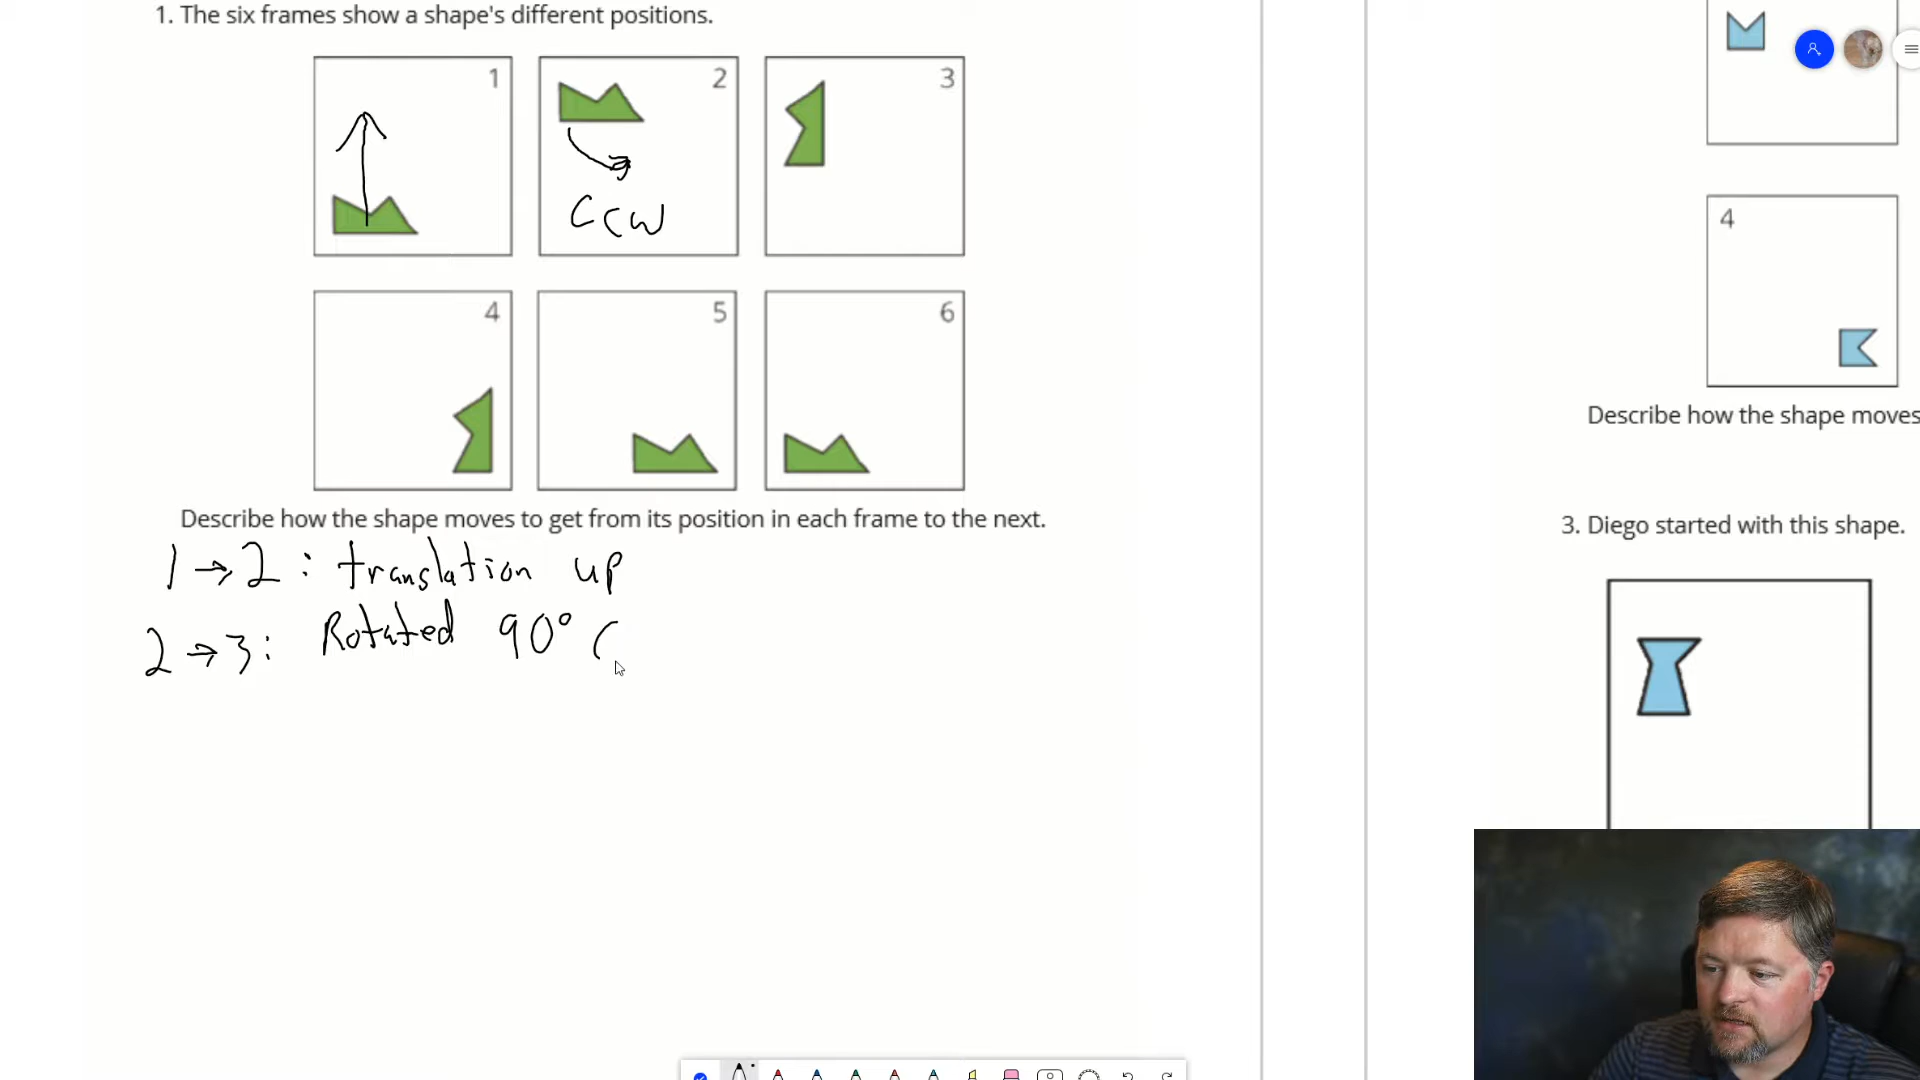 1. The six frames show a shape's different positions.
1
2
3
CCW
4
5
6
Describe how the shape moves to get from its position in each frame to the next.
1 → 2 : translation up
2 → 3 : Rotated 90° C
4
Describe how the shape moves
3. Diego started with this shape.